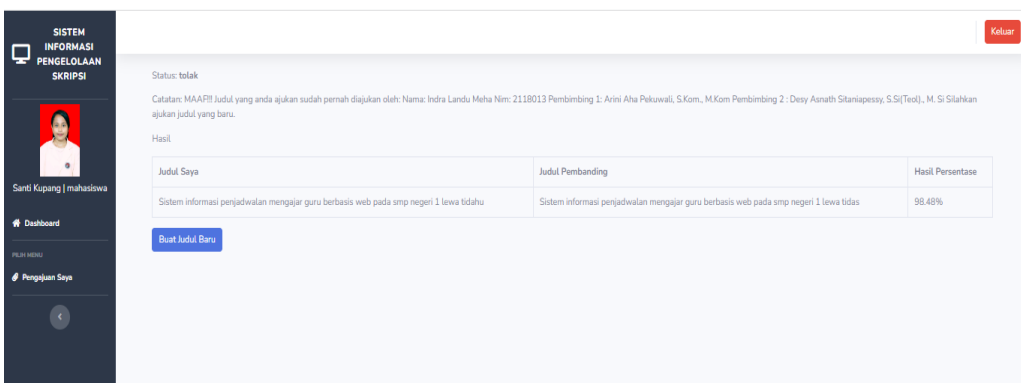 SISTEM
INFORMASI
PENGELOLAAN
SKRIPSI
Keluar
Santi Kupang | mahasiswa
Dashboard
PILIH MENU
Pengajuan Saya
Status: tolak
Catatan: MAAF!!! Judul yang anda ajukan sudah pernah diajukan oleh: Nama: Indra Landu Meha Nim: 2118013 Pembimbing 1: Arini Aha Pekuwali, S.Kom., M.Kom Pembimbing 2 : Desy Asnath Sitaniapessy, S.Si(Teol)., M. Si Silahkan
ajukan judul yang baru.
Hasil
Judul Saya Judul Pembanding Hasil Persentase
Sistem informasi penjadwalan mengajar guru berbasis web pada smp negeri 1 lewa tidahu Sistem informasi penjadwalan mengajar guru berbasis web pada smp negeri 1 lewa tidas 98.48%
Buat Judul Baru